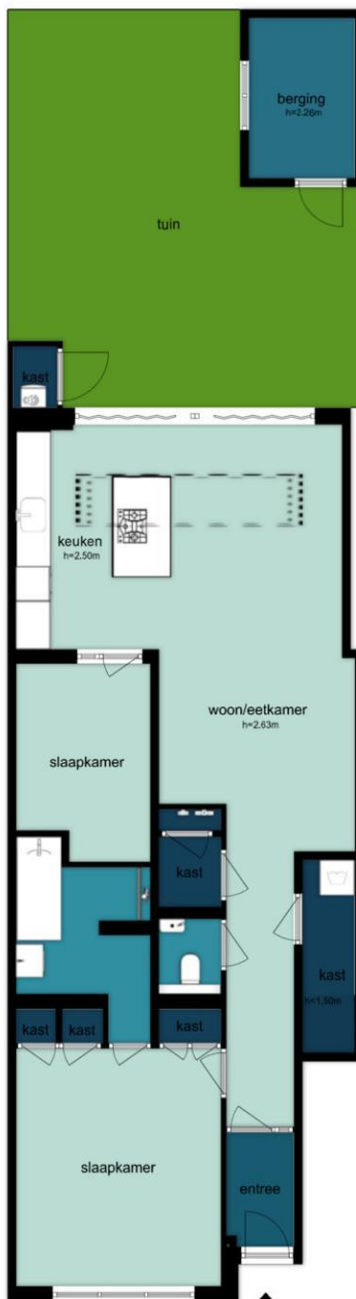 berging
h=2.26m
tuin
kast
keuken
h=2.50m
woon/eetkamer
h=2.63m
slaapkamer
kast
kast
h=1.50m
kast
kast
kast
slaapkamer
entree